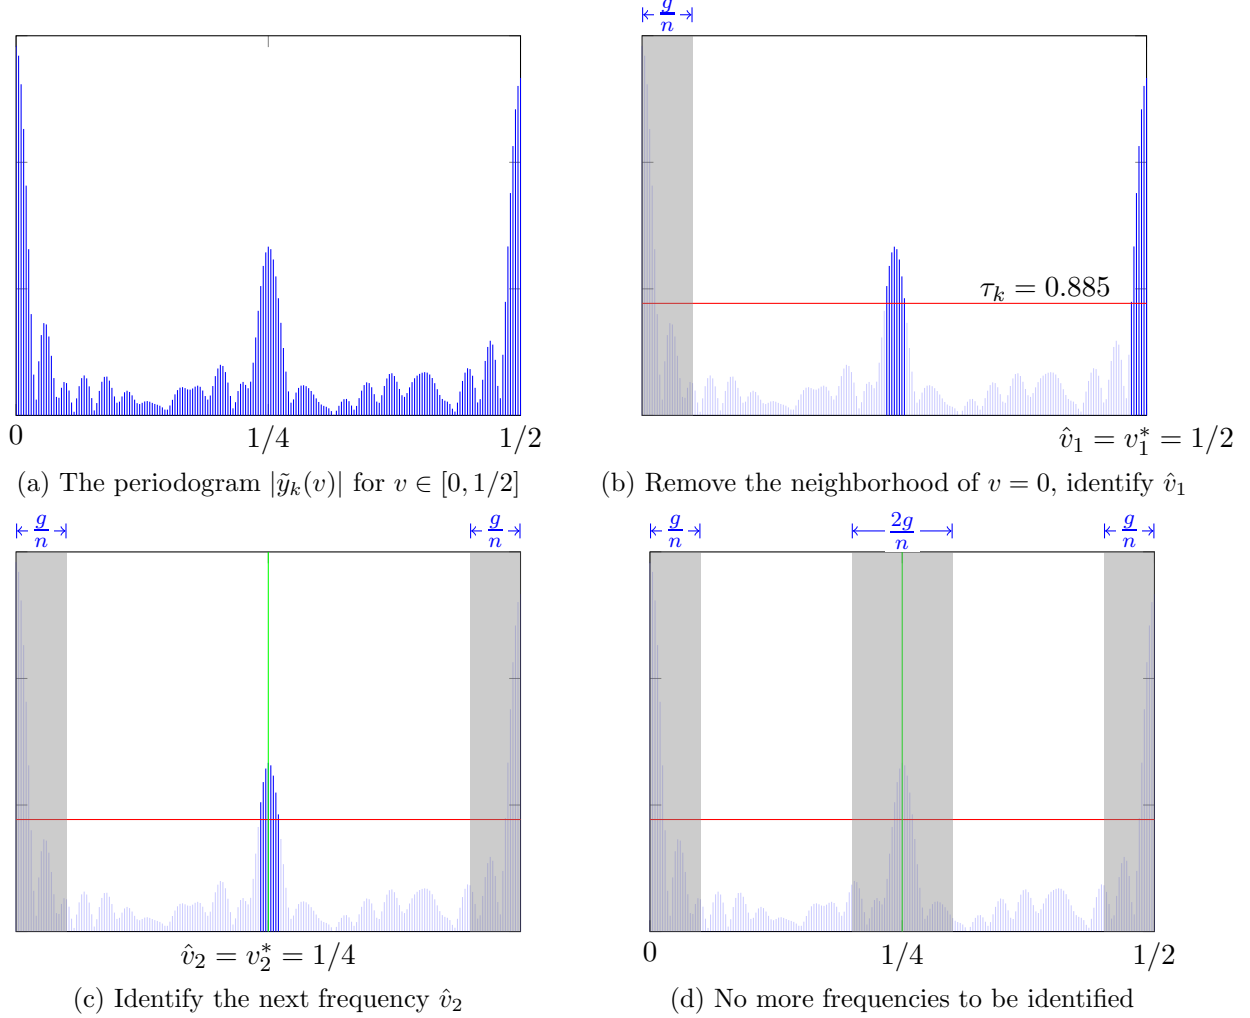 g/n
τ_k = 0.885
0 1/4 1/2
v̂_1 = v_1^* = 1/2
(a) The periodogram |ỹ_k(v)| for v ∈ [0, 1/2]
(b) Remove the neighborhood of v = 0, identify v̂_1
g/n g/n
v̂_2 = v_2^* = 1/4
(c) Identify the next frequency v̂_2
g/n 2g/n g/n
0 1/4 1/2
(d) No more frequencies to be identified